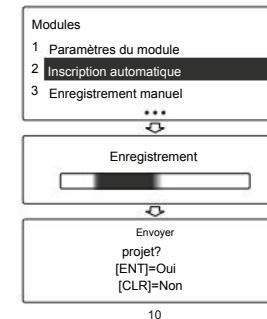 Modules
1 Paramètres du module
2 Inscription automatique
3 Enregistrement manuel
•••
Enregistrement
Envoyer
projet?
[ENT]=Oui
[CLR]=Non
10